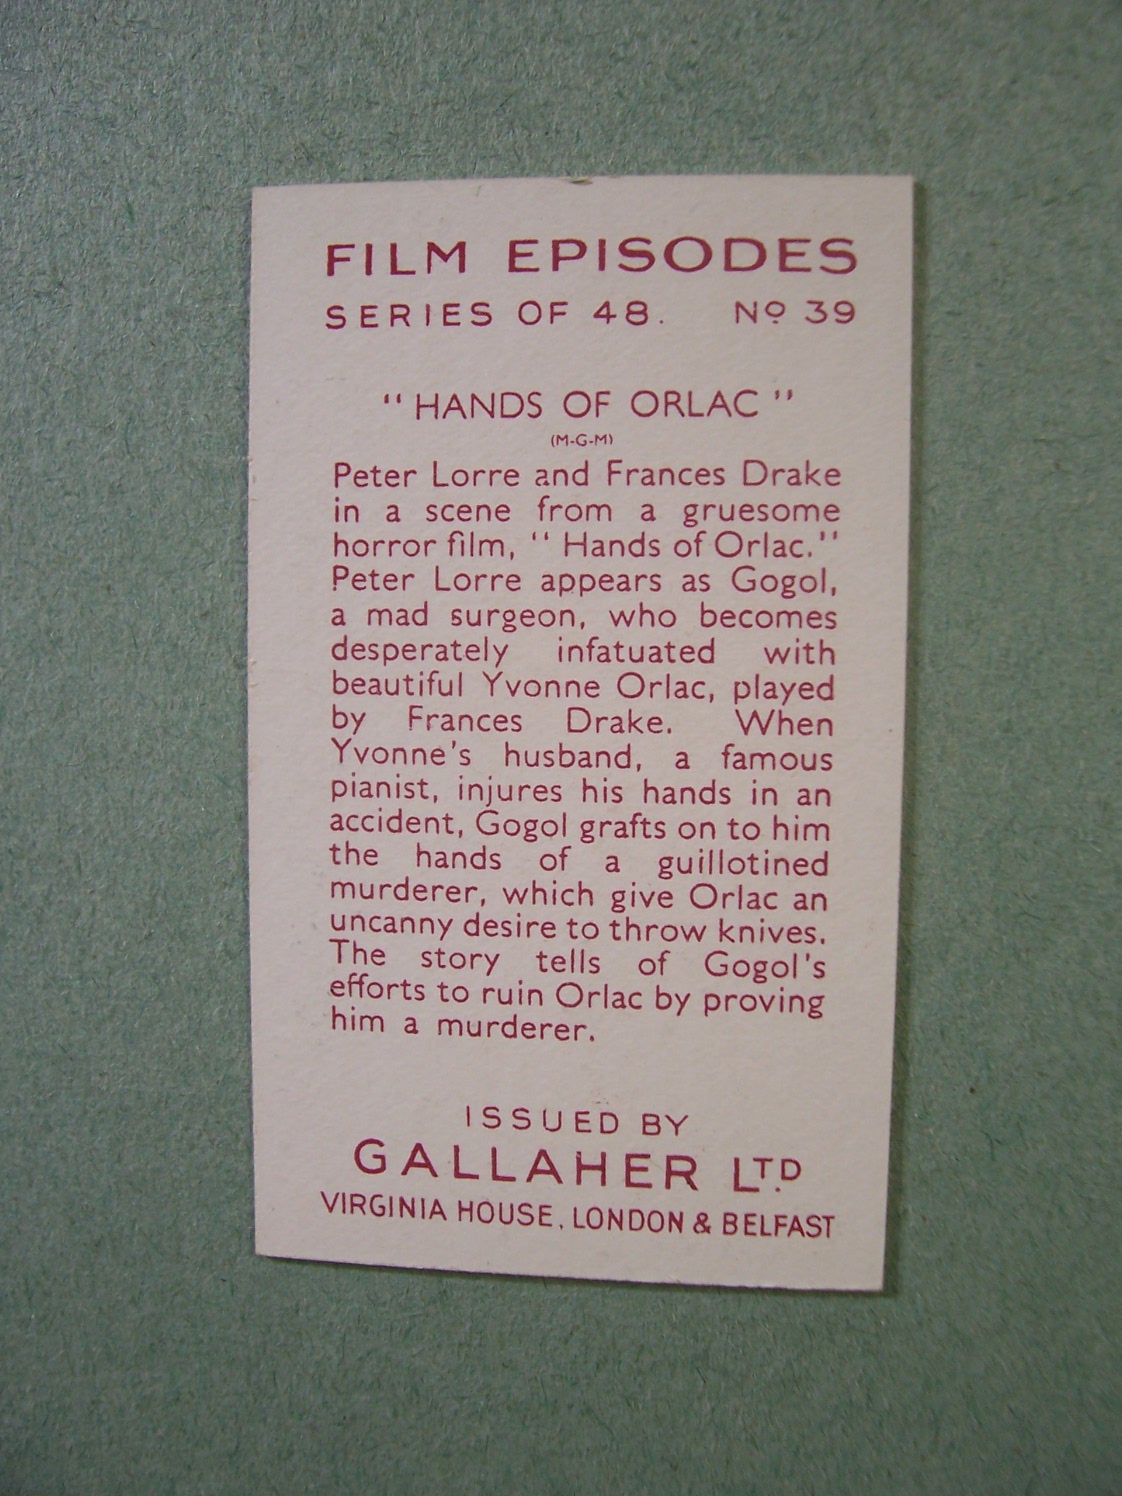 FILM EPISODES
SERIES OF 48. Nº 39
"HANDS OF ORLAC"
(M-G-M)
Peter Lorre and Frances Drake
in a scene from a gruesome
horror film, "Hands of Orlac."
Peter Lorre appears as Gogol,
a mad surgeon, who becomes
desperately infatuated with
beautiful Yvonne Orlac, played
by Frances Drake. When
Yvonne's husband, a famous
pianist, injures his hands in an
accident, Gogol grafts on to him
the hands of a guillotined
murderer, which give Orlac an
uncanny desire to throw knives.
The story tells of Gogol's
efforts to ruin Orlac by proving
him a murderer.
ISSUED BY
GALLAHER LTD.
VIRGINIA HOUSE, LONDON & BELFAST